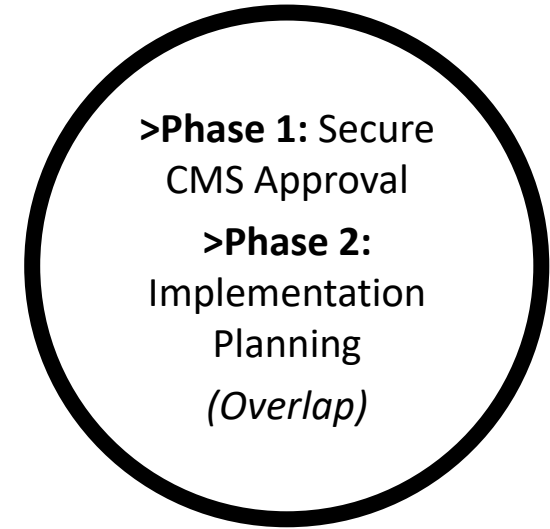 >Phase 1: Secure
CMS Approval
>Phase 2:
Implementation
Planning
(Overlap)